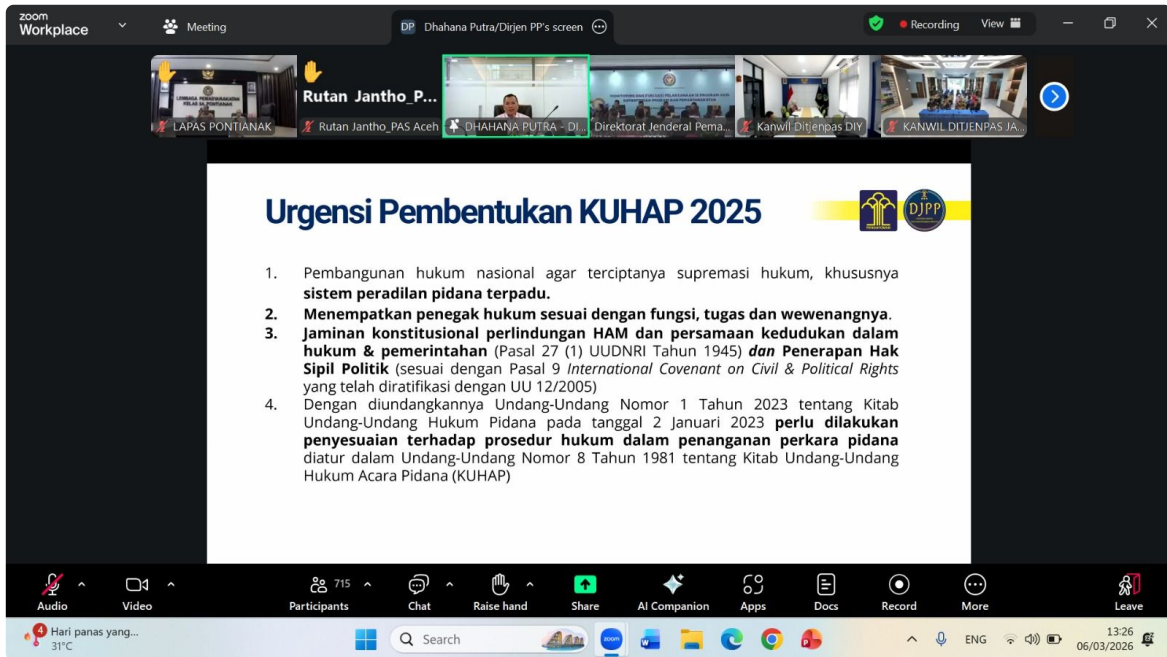 zoom
Workplace
Meeting
DP Dhahana Putra/Dirjen PP's screen
Recording
View
LEMBAGA PEMASYARAKATAN
KELAS IIA PONTIANAK
LAPAS PONTIANAK
Rutan Jantho_P...
Rutan Jantho_PAS Aceh
DHAHANA PUTRA - DI...
Direktorat Jenderal Pema...
Kanwil Ditjenpas DIY
KANWIL DITJENPAS JA...
Urgensi Pembentukan KUHAP 2025
DJPP
1. Pembangunan hukum nasional agar terciptanya supremasi hukum, khususnya
sistem peradilan pidana terpadu.
2. Menempatkan penegak hukum sesuai dengan fungsi, tugas dan wewenangnya.
3. Jaminan konstitusional perlindungan HAM dan persamaan kedudukan dalam
hukum & pemerintahan (Pasal 27 (1) UUDNRI Tahun 1945) dan Penerapan Hak
Sipil Politik (sesuai dengan Pasal 9 International Covenant on Civil & Political Rights
yang telah diratifikasi dengan UU 12/2005)
4. Dengan diundangkannya Undang-Undang Nomor 1 Tahun 2023 tentang Kitab
Undang-Undang Hukum Pidana pada tanggal 2 Januari 2023 perlu dilakukan
penyesuaian terhadap prosedur hukum dalam penanganan perkara pidana
diatur dalam Undang-Undang Nomor 8 Tahun 1981 tentang Kitab Undang-Undang
Hukum Acara Pidana (KUHAP)
Audio
Video
715
Participants
Chat
Raise hand
Share
AI Companion
Apps
Docs
Record
More
Leave
4
Hari panas yang...
31°C
Search
zoom
ENG
13:26
06/03/2026